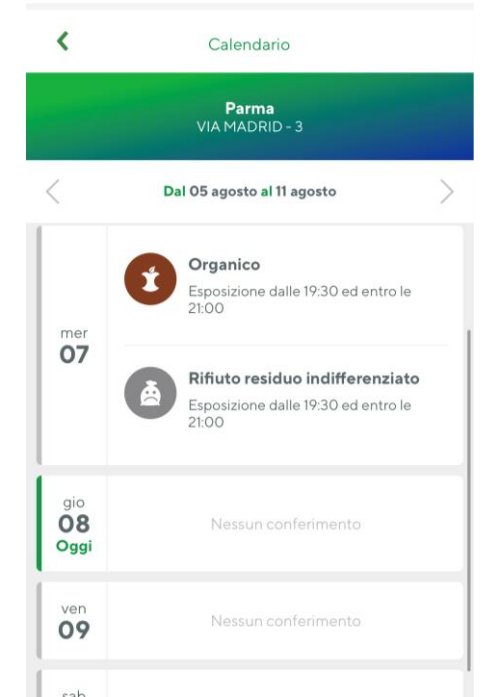 Calendario
Parma
VIA MADRID - 3
Dal 05 agosto al 11 agosto
mer
07
Organico
Esposizione dalle 19:30 ed entro le
21:00
Rifiuto residuo indifferenziato
Esposizione dalle 19:30 ed entro le
21:00
gio
08
Oggi
Nessun conferimento
ven
09
Nessun conferimento
sab